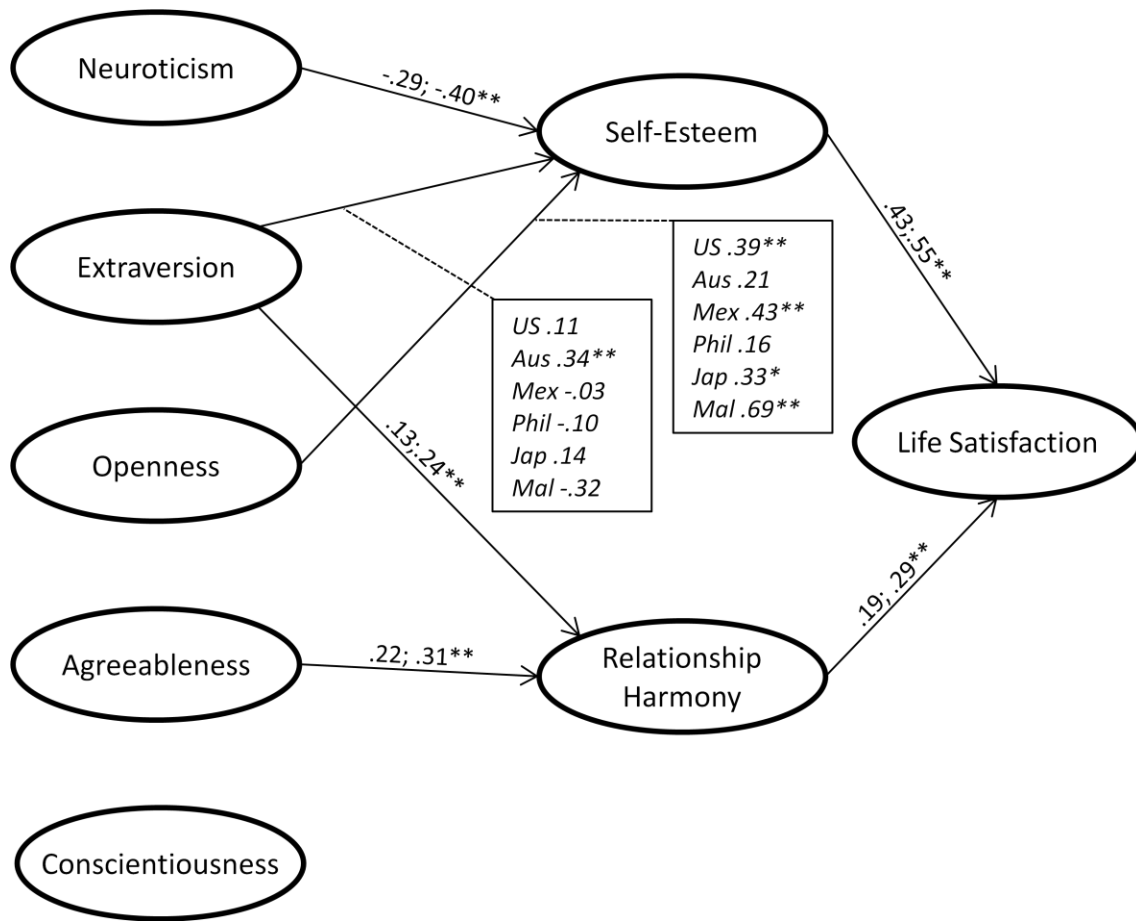 Neuroticism
-.29; -.40**
Self-Esteem
Extraversion
.43;.55**
US .39**
Aus .21
Mex .43**
Phil .16
Jap .33*
Mal .69**
US .11
Aus .34**
Mex -.03
Phil -.10
Jap .14
Mal -.32
Openness
.13;.24**
Life Satisfaction
.19; .29**
Agreeableness
.22; .31**
Relationship
Harmony
Conscientiousness